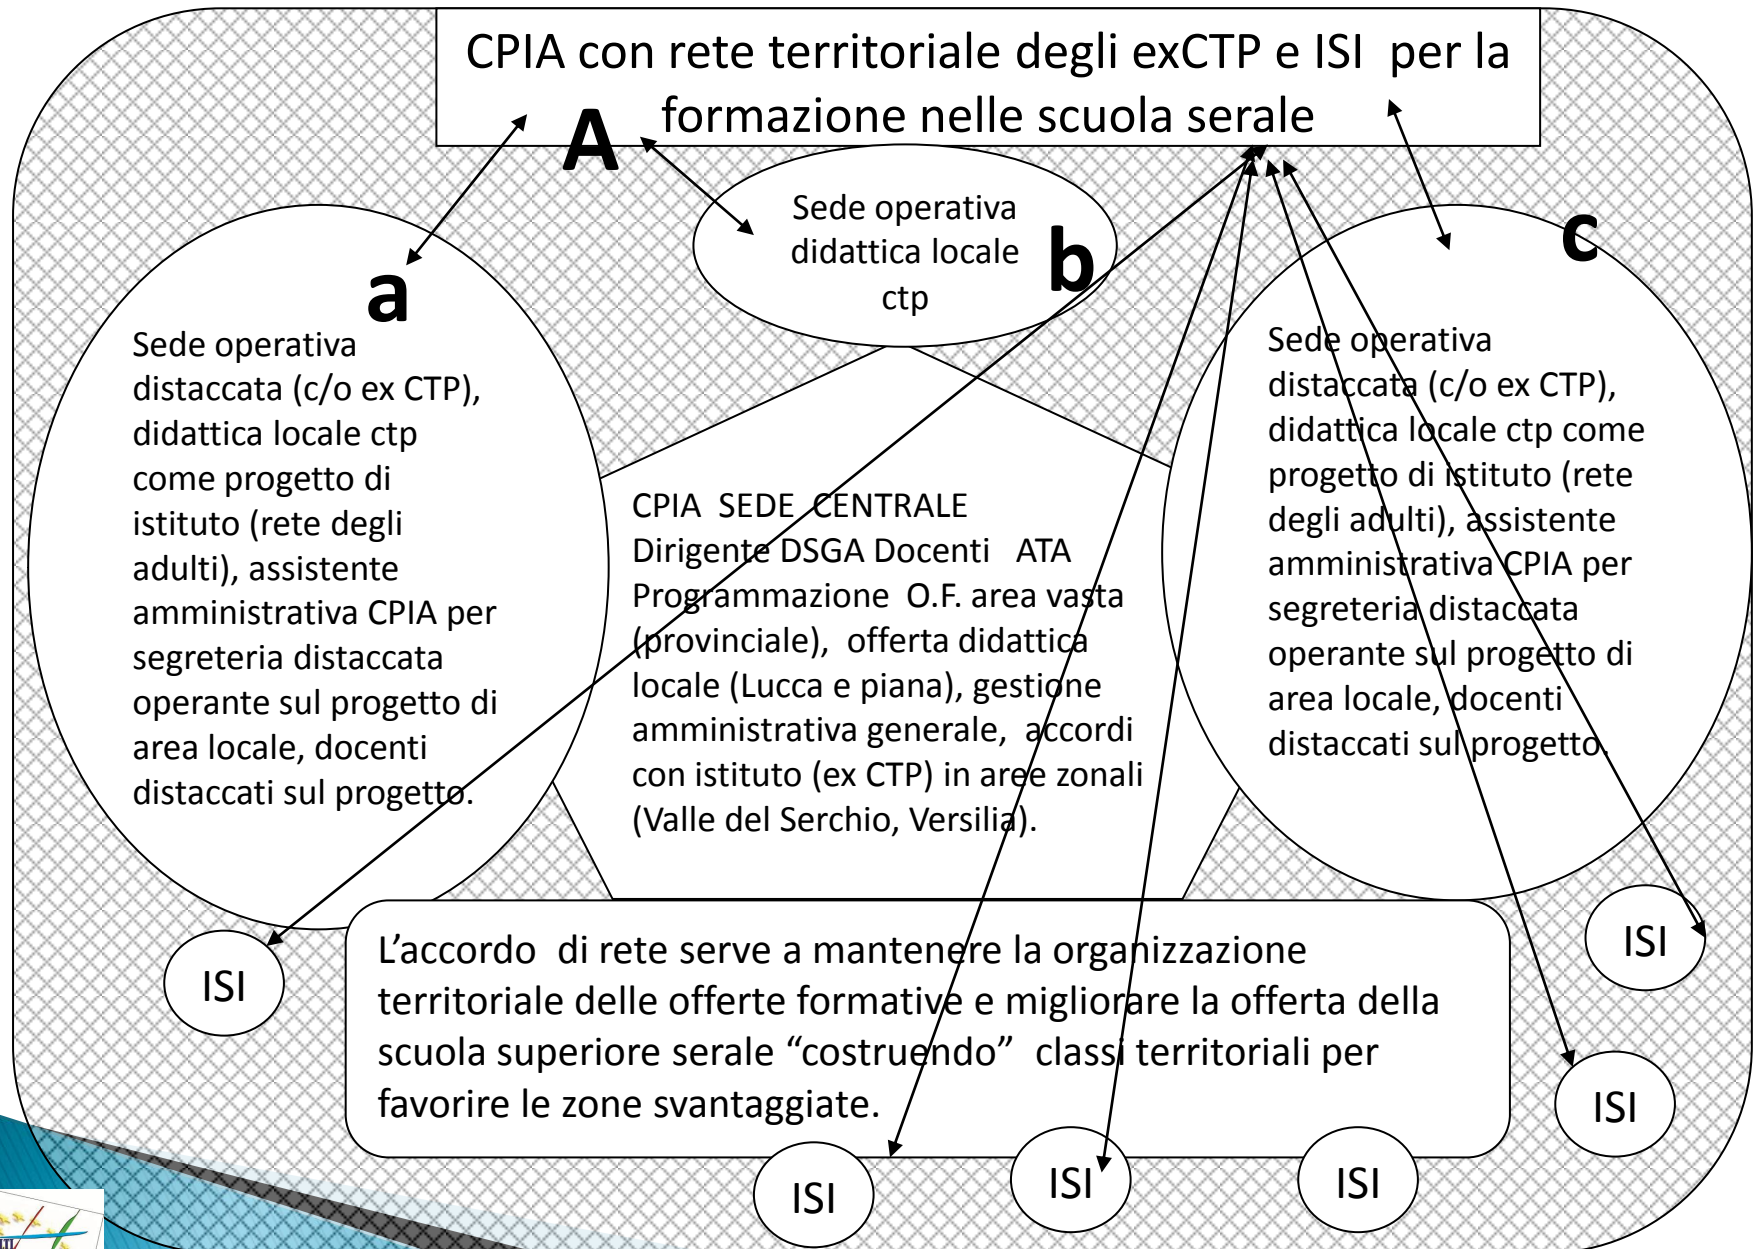 CPIA con rete territoriale degli exCTP e ISI per la
formazione nelle scuola serale
A
Sede operativa
didattica locale
ctp
b
a
Sede operativa
distaccata (c/o ex CTP),
didattica locale ctp
come progetto di
istituto (rete degli
adulti), assistente
amministrativa CPIA per
segreteria distaccata
operante sul progetto di
area locale, docenti
distaccati sul progetto.
CPIA SEDE CENTRALE
Dirigente DSGA Docenti ATA
Programmazione O.F. area vasta
(provinciale), offerta didattica
locale (Lucca e piana), gestione
amministrativa generale, accordi
con istituto (ex CTP) in aree zonali
(Valle del Serchio, Versilia).
c
Sede operativa
distaccata (c/o ex CTP),
didattica locale ctp come
progetto di istituto (rete
degli adulti), assistente
amministrativa CPIA per
segreteria distaccata
operante sul progetto di
area locale, docenti
distaccati sul progetto.
L’accordo di rete serve a mantenere la organizzazione
territoriale delle offerte formative e migliorare la offerta della
scuola superiore serale “costruendo” classi territoriali per
favorire le zone svantaggiate.
ISI
ISI
ISI
ISI
ISI
ISI